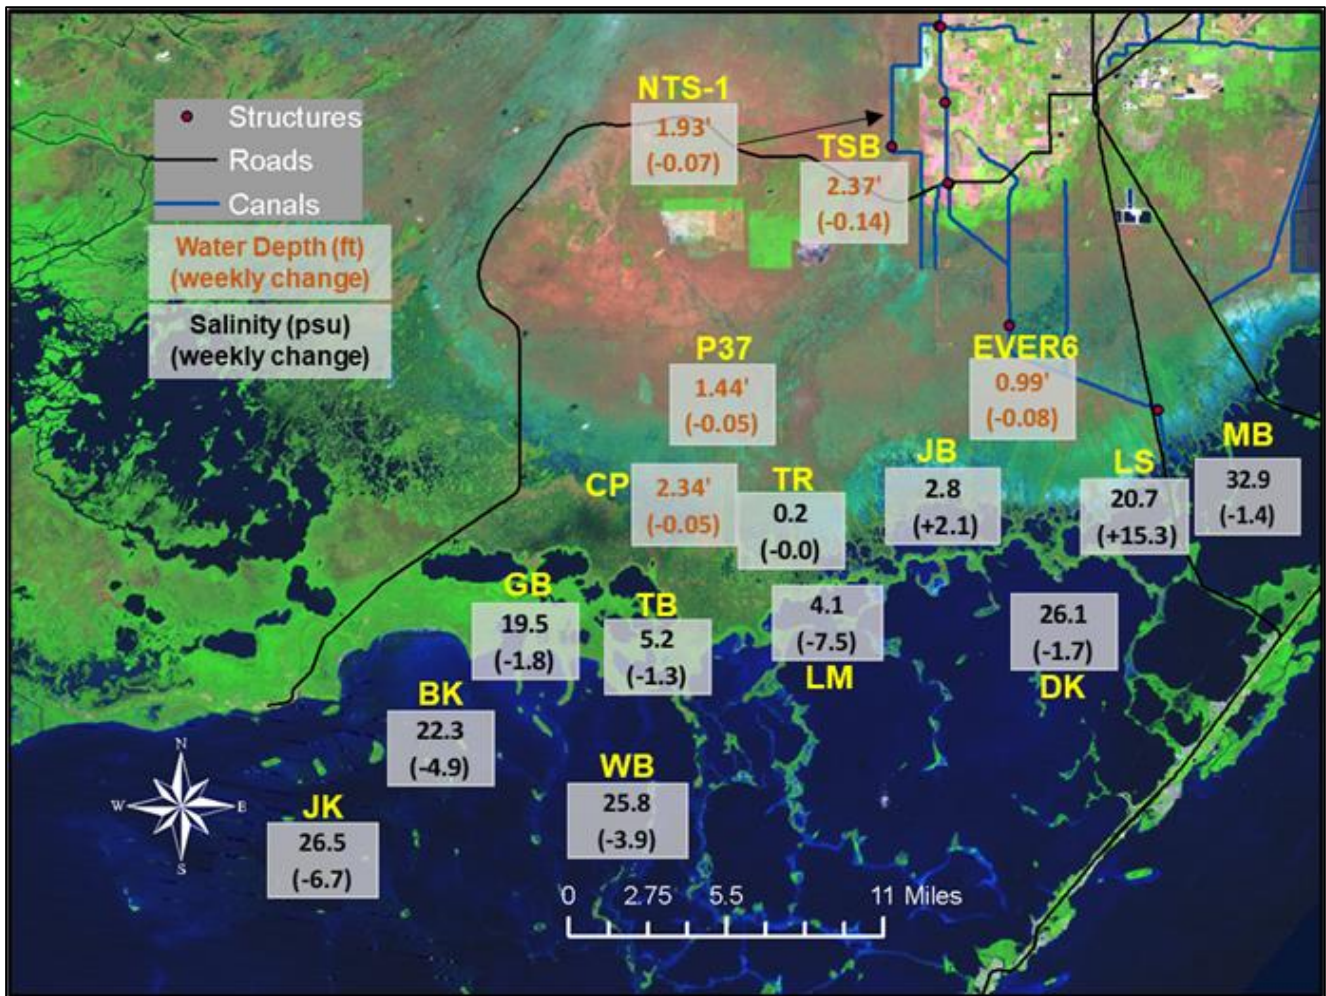 NTS-1
1.93'
(-0.07)
TSB
2.37'
(-0.14)
Structures
Roads
Canals
Water Depth (ft)
(weekly change)
Salinity (psu)
(weekly change)
P37
1.44'
(-0.05)
EVER6
0.99'
(-0.08)
CP
2.34'
(-0.05)
TR
0.2
(-0.0)
JB
2.8
(+2.1)
LS
20.7
(+15.3)
MB
32.9
(-1.4)
GB
19.5
(-1.8)
TB
5.2
(-1.3)
4.1
(-7.5)
LM
26.1
(-1.7)
DK
BK
22.3
(-4.9)
WB
25.8
(-3.9)
JK
26.5
(-6.7)
N
W E
S
0 2.75 5.5 11 Miles